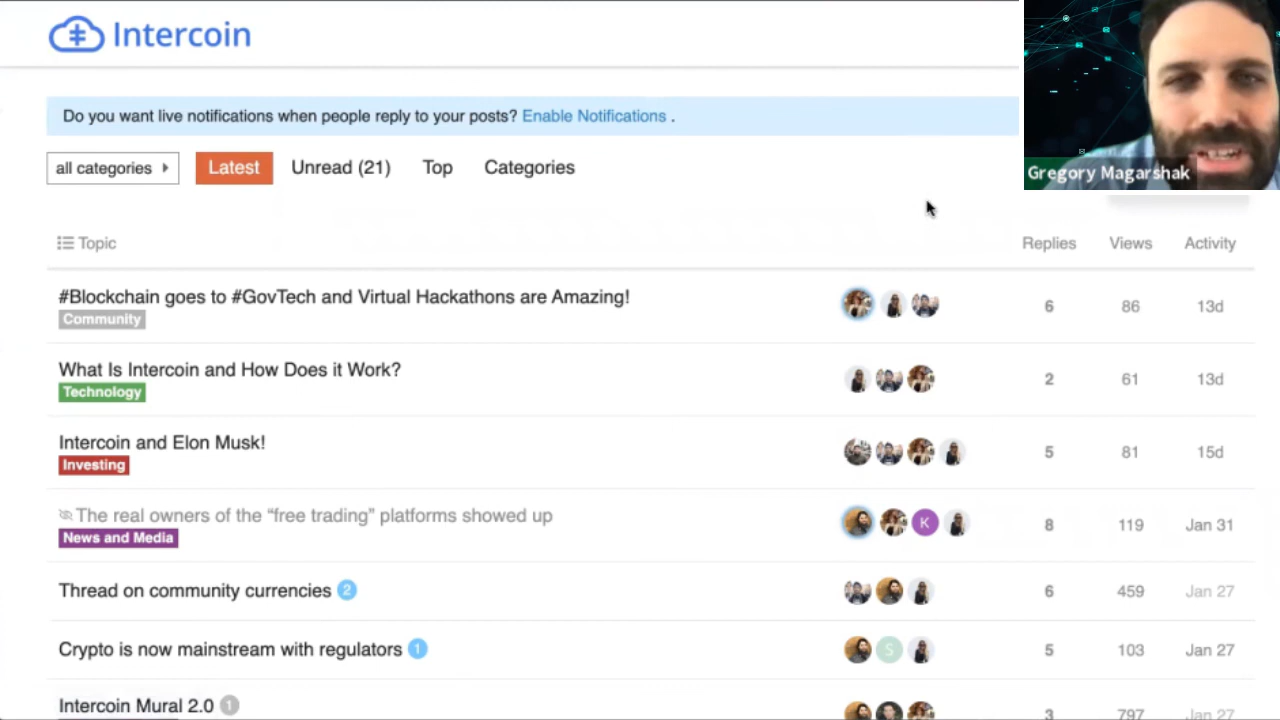 Intercoin
Do you want live notifications when people reply to your posts? Enable Notifications .
Gregory Magarshak
all categories Latest Unread (21) Top Categories
Topic Replies Views Activity
#Blockchain goes to #GovTech and Virtual Hackathons are Amazing! 6 86 13d
Community
What Is Intercoin and How Does it Work? 2 61 13d
Technology
Intercoin and Elon Musk! 5 81 15d
Investing
The real owners of the “free trading” platforms showed up K 8 119 Jan 31
News and Media
Thread on community currencies 2 6 459 Jan 27
Crypto is now mainstream with regulators 1 S 5 103 Jan 27
Intercoin Mural 2.0 1 3 797 Jan 27